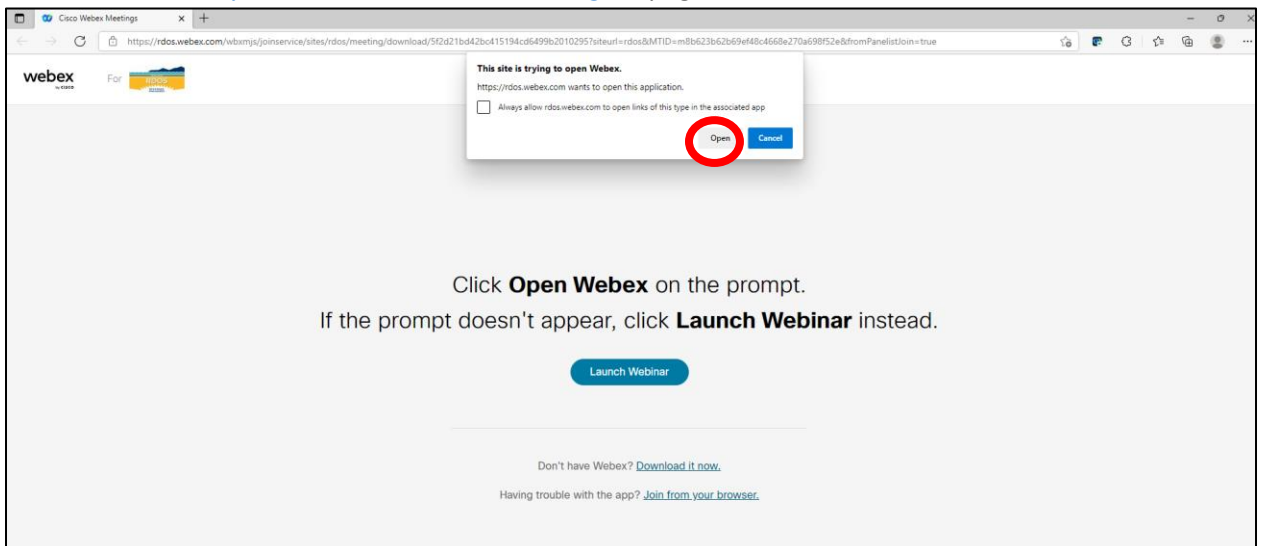 Cisco Webex Meetings
https://rdos.webex.com/wbxmjs/joinservice/sites/rdos/meeting/download/5f2d21bd42bc415194cd6499b2010295?siteurl=rdos&MTID=m8b623b62b69ef48c4668e270a698f52e&fromPanelistJoin=true
webex
by CISCO
For
RDOS
This site is trying to open Webex.
https://rdos.webex.com wants to open this application.
Always allow rdos.webex.com to open links of this type in the associated app
Open Cancel
Click Open Webex on the prompt.
If the prompt doesn't appear, click Launch Webinar instead.
Launch Webinar
Don't have Webex? Download it now.
Having trouble with the app? Join from your browser.